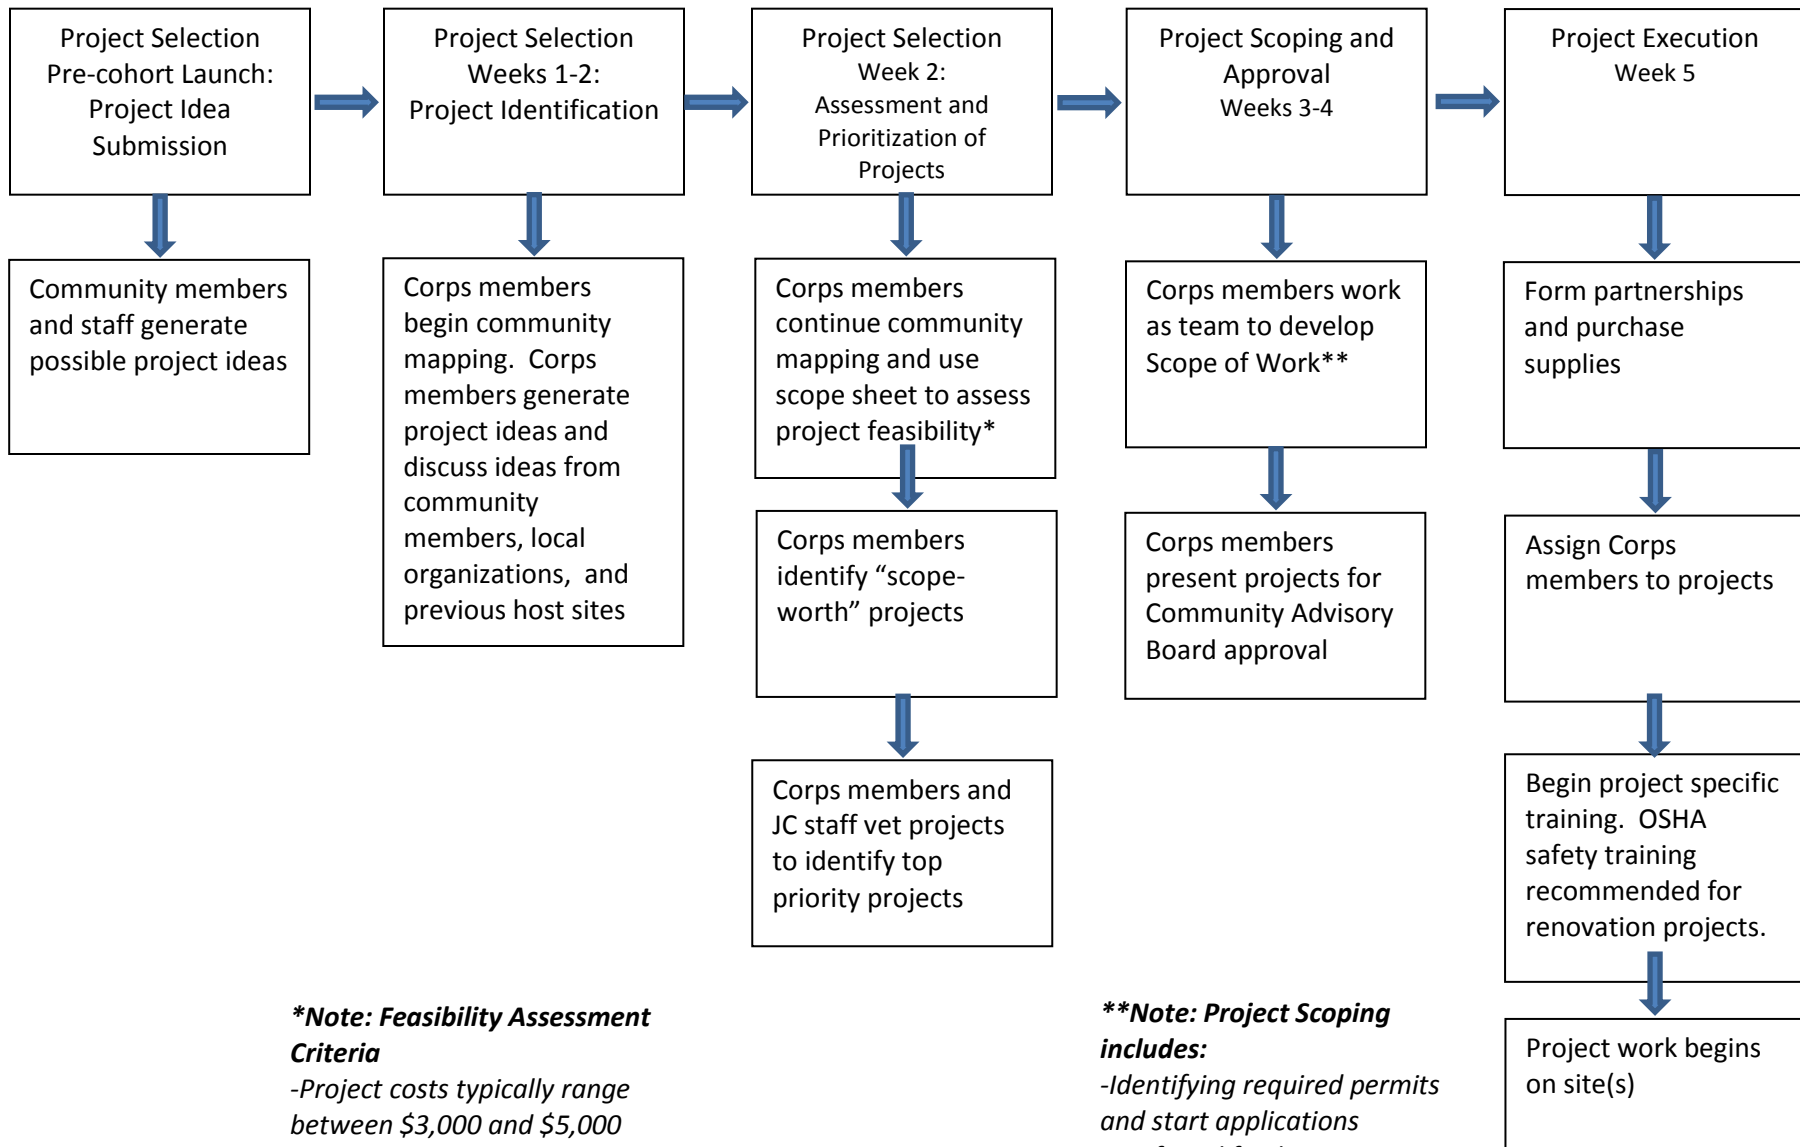 Project Selection
Pre-cohort Launch:
Project Idea
Submission
Project Selection
Weeks 1-2:
Project Identification
Project Selection
Week 2:
Assessment and
Prioritization of
Projects
Project Scoping and
Approval
Weeks 3-4
Project Execution
Week 5
Community members
and staff generate
possible project ideas
Corps members
begin community
mapping.  Corps
members generate
project ideas and
discuss ideas from
community
members, local
organizations,  and
previous host sites
Corps members
continue community
mapping and use
scope sheet to assess
project feasibility*
Corps members
identify “scope-
worth” projects
Corps members and
JC staff vet projects
to identify top
priority projects
Corps members work
as team to develop
Scope of Work**
Corps members
present projects for
Community Advisory
Board approval
Form partnerships
and purchase
supplies
Assign Corps
members to projects
Begin project specific
training.  OSHA
safety training
recommended for
renovation projects.
Project work begins
on site(s)
*Note: Feasibility Assessment
Criteria
-Project costs typically range
between $3,000 and $5,000
**Note: Project Scoping
includes:
-Identifying required permits
and start applications